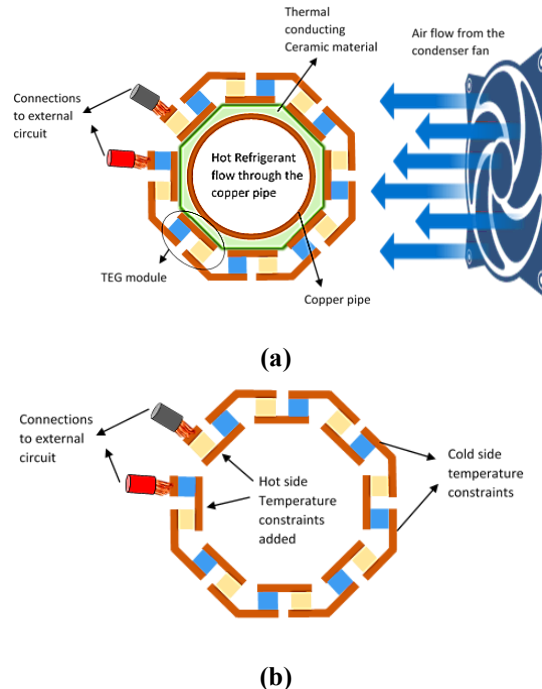 Thermal
conducting
Ceramic material
Air flow from the
condenser fan
Connections
to external
circuit
Hot Refrigerant
flow through the
copper pipe
TEG module
Copper pipe
(a)
Connections
to external
circuit
Hot side
Temperature
constraints
added
Cold side
temperature
constraints
(b)